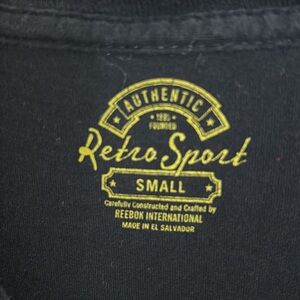 AUTHENTIC
1895
FOUNDED
Retro Sport
SMALL
Carefully Constructed and Crafted by
REEBOK INTERNATIONAL
MADE IN EL SALVADOR